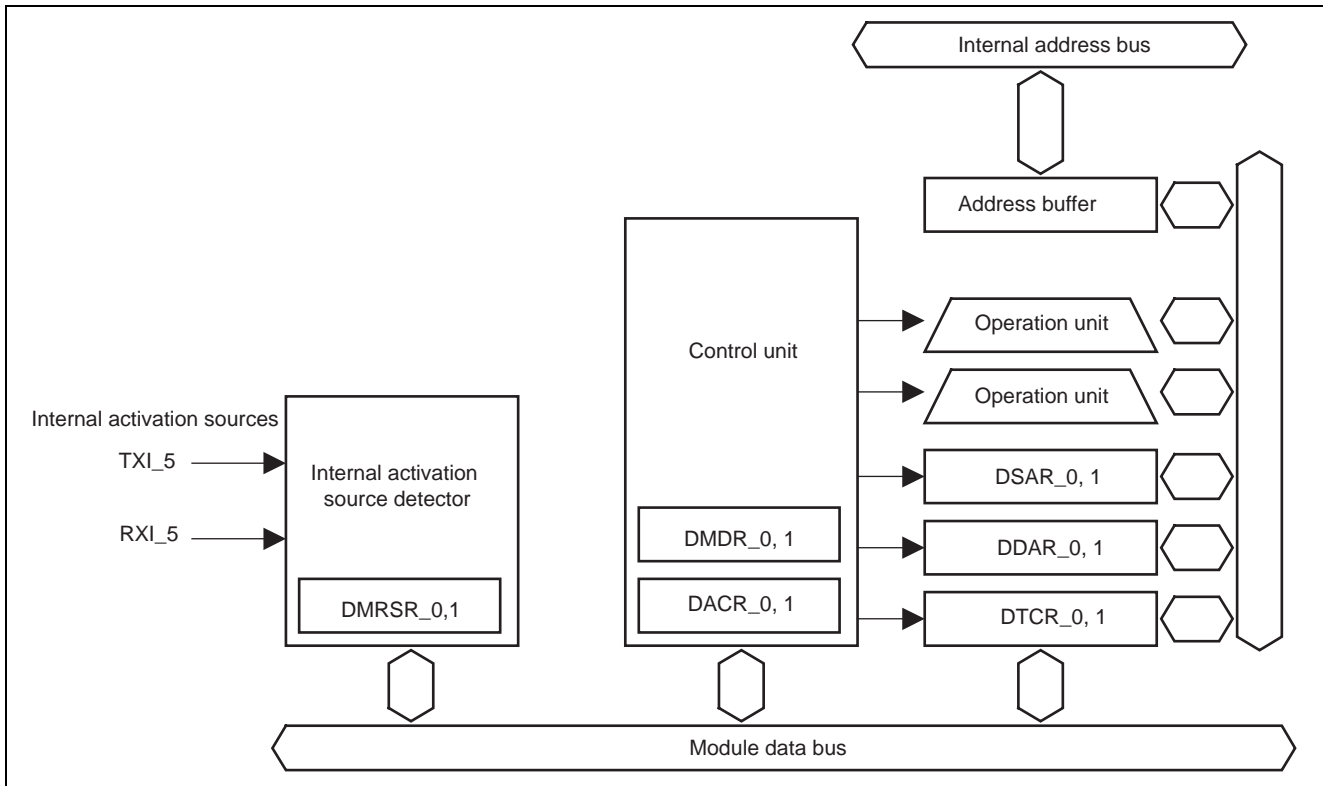 Internal address bus
Address buffer
Operation unit
Control unit
Operation unit
Internal activation sources
TXI_5
Internal activation
source detector
DSAR_0, 1
RXI_5
DMDR_0, 1
DDAR_0, 1
DMRSR_0,1
DACR_0, 1
DTCR_0, 1
Module data bus